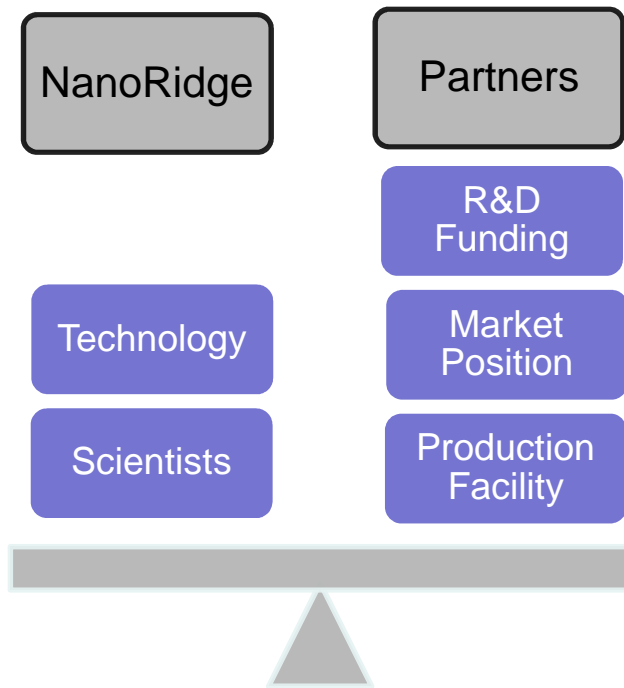 NanoRidge
Partners
R&D
Funding
Technology
Market
Position
Scientists
Production
Facility